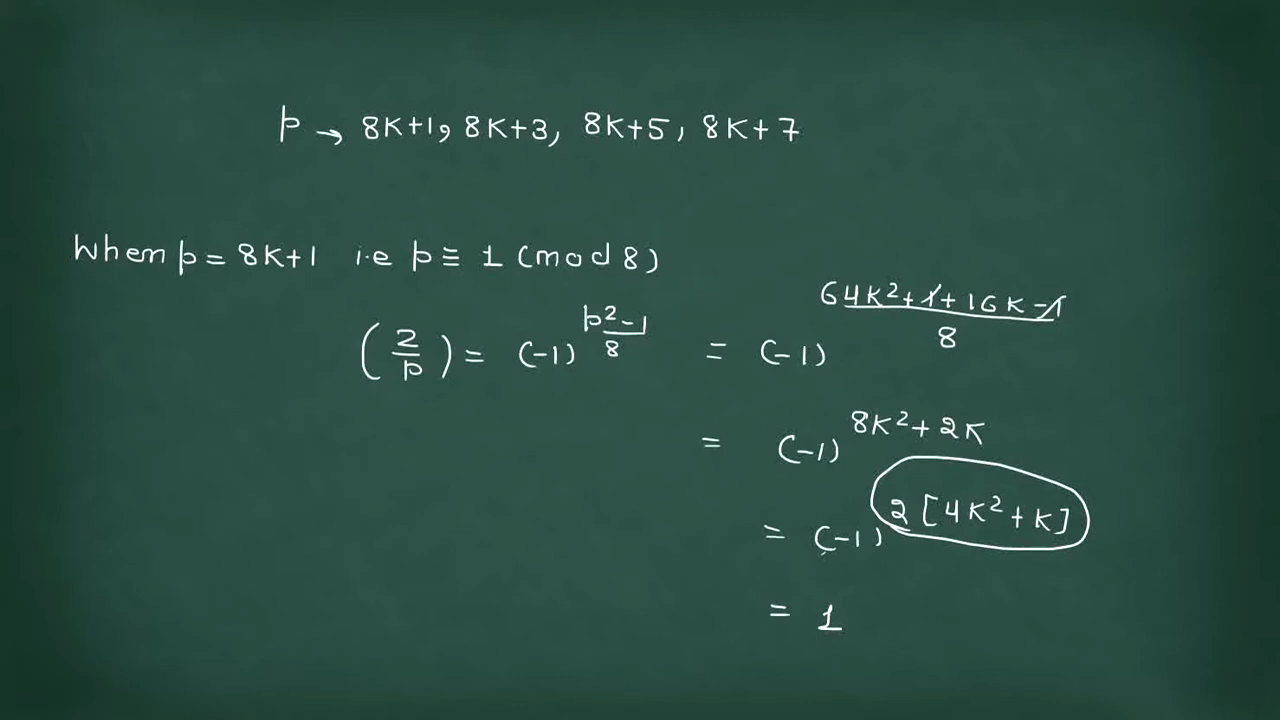 p → 8K+1, 8K+3, 8K+5, 8K+7
When p = 8K+1 i.e p ≡ 1 (mod 8)
(2/p) = (-1)^((p²-1)/8) = (-1)^((64K²+1+16K-1)/8)
= (-1)^(8K²+2K)
= (-1)^(2[4K²+K])
= 1